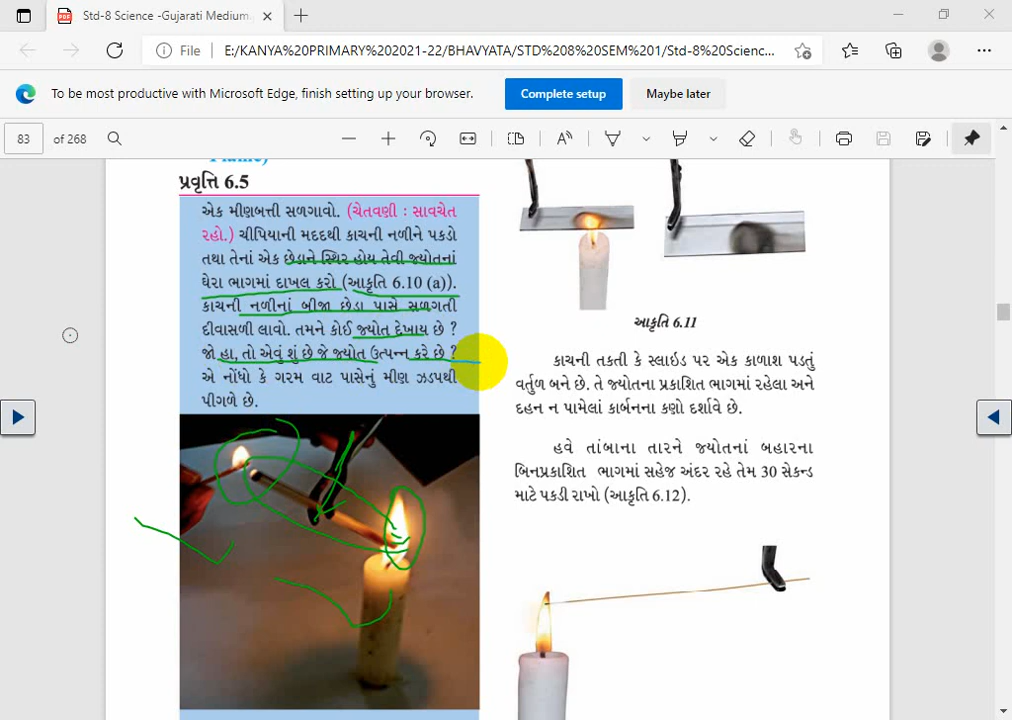 Std-8 Science -Gujarati Medium
File
E:/KANYA%20PRIMARY%202021-22/BHAVYATA/STD%208%20SEM%201/Std-8%20Scienc...
To be most productive with Microsoft Edge, finish setting up your browser.
Complete setup
Maybe later
83 of 268
Flame)
પ્રવૃત્તિ 6.5
એક મીણબત્તી સળગાવો. (ચેતવણી : સાવચેત
રહો.) ચીપિયાની મદદથી કાચની નળીને પકડો
તથા તેનાં એક છેડાને સ્થિર હોય તેવી જ્યોતનાં
ઘેરા ભાગમાં દાખલ કરો (આકૃતિ 6.10 (a)).
કાચની નળીનાં બીજા છેડા પાસે સળગતી
દીવાસળી લાવો. તમને કોઈ જ્યોત દેખાય છે ?
જો હા, તો એવું શું છે જે જ્યોત ઉત્પન્ન કરે છે ?
એ નોંધો કે ગરમ વાટ પાસેનું મીણ ઝડપથી
પીગળે છે.
આકૃતિ 6.11
કાચની તકતી કે સ્લાઇડ પર એક કાળાશ પડતું
વર્તુળ બને છે. તે જ્યોતના પ્રકાશિત ભાગમાં રહેલા અને
દહન ન પામેલાં કાર્બનના કણો દર્શાવે છે.
હવે તાંબાના તારને જ્યોતનાં બહારના
બિનપ્રકાશિત ભાગમાં સહેજ અંદર રહે તેમ 30 સેકન્ડ
માટે પકડી રાખો (આકૃતિ 6.12).